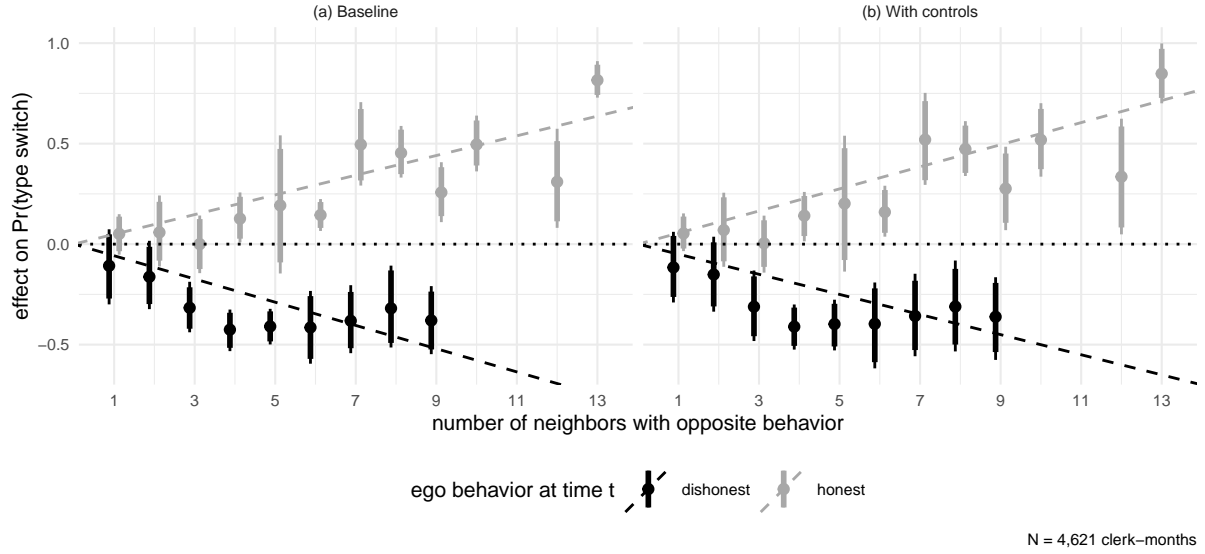 (a) Baseline
(b) With controls
effect on Pr(type switch)
1.0
0.5
0.0
−0.5
1 3 5 7 9 11 13
1 3 5 7 9 11 13
number of neighbors with opposite behavior
ego behavior at time t dishonest honest
N = 4,621 clerk−months